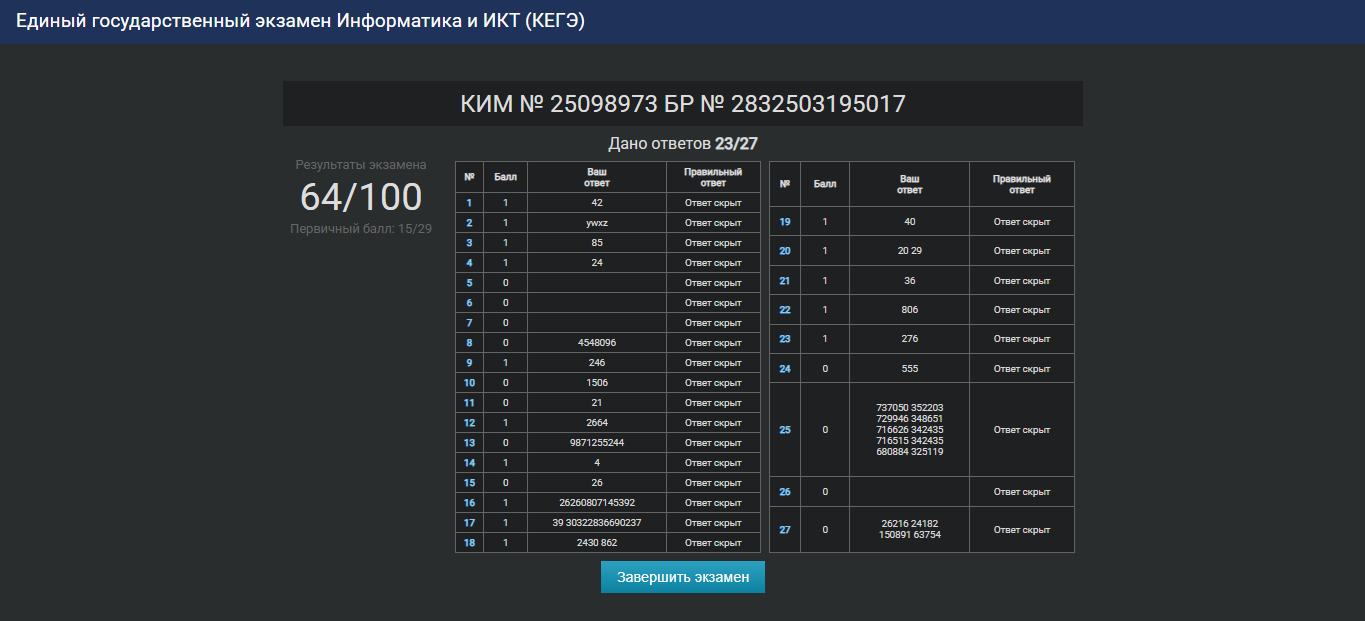 Единый государственный экзамен Информатика и ИКТ (КЕГЭ)
КИМ № 25098973 БР № 2832503195017
Дано ответов 23/27
Результаты экзамена
64/100
Первичный балл: 15/29
№ Балл Ваш ответ Правильный ответ
1 1 42 Ответ скрыт
2 1 ywxz Ответ скрыт
3 1 85 Ответ скрыт
4 1 24 Ответ скрыт
5 0 Ответ скрыт
6 0 Ответ скрыт
7 0 Ответ скрыт
8 0 4548096 Ответ скрыт
9 1 246 Ответ скрыт
10 0 1506 Ответ скрыт
11 0 21 Ответ скрыт
12 1 2664 Ответ скрыт
13 0 9871255244 Ответ скрыт
14 1 4 Ответ скрыт
15 0 26 Ответ скрыт
16 1 26260807145392 Ответ скрыт
17 1 39 30322836690237 Ответ скрыт
18 1 2430 862 Ответ скрыт
№ Балл Ваш ответ Правильный ответ
19 1 40 Ответ скрыт
20 1 20 29 Ответ скрыт
21 1 36 Ответ скрыт
22 1 806 Ответ скрыт
23 1 276 Ответ скрыт
24 0 555 Ответ скрыт
737050 352203
729946 348651
25 0 716626 342435 Ответ скрыт
716515 342435
680884 325119
26 0 Ответ скрыт
27 0 26216 24182 Ответ скрыт
150891 63754
Завершить экзамен